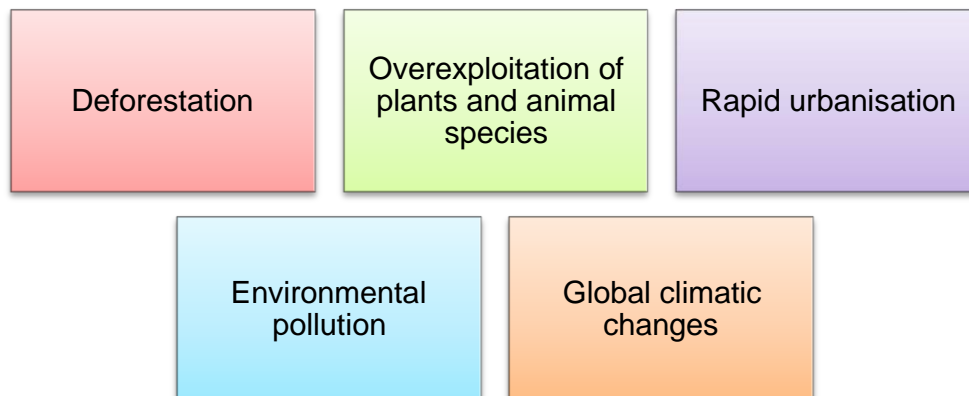 Deforestation
Overexploitation of
plants and animal
species
Rapid urbanisation
Environmental
pollution
Global climatic
changes